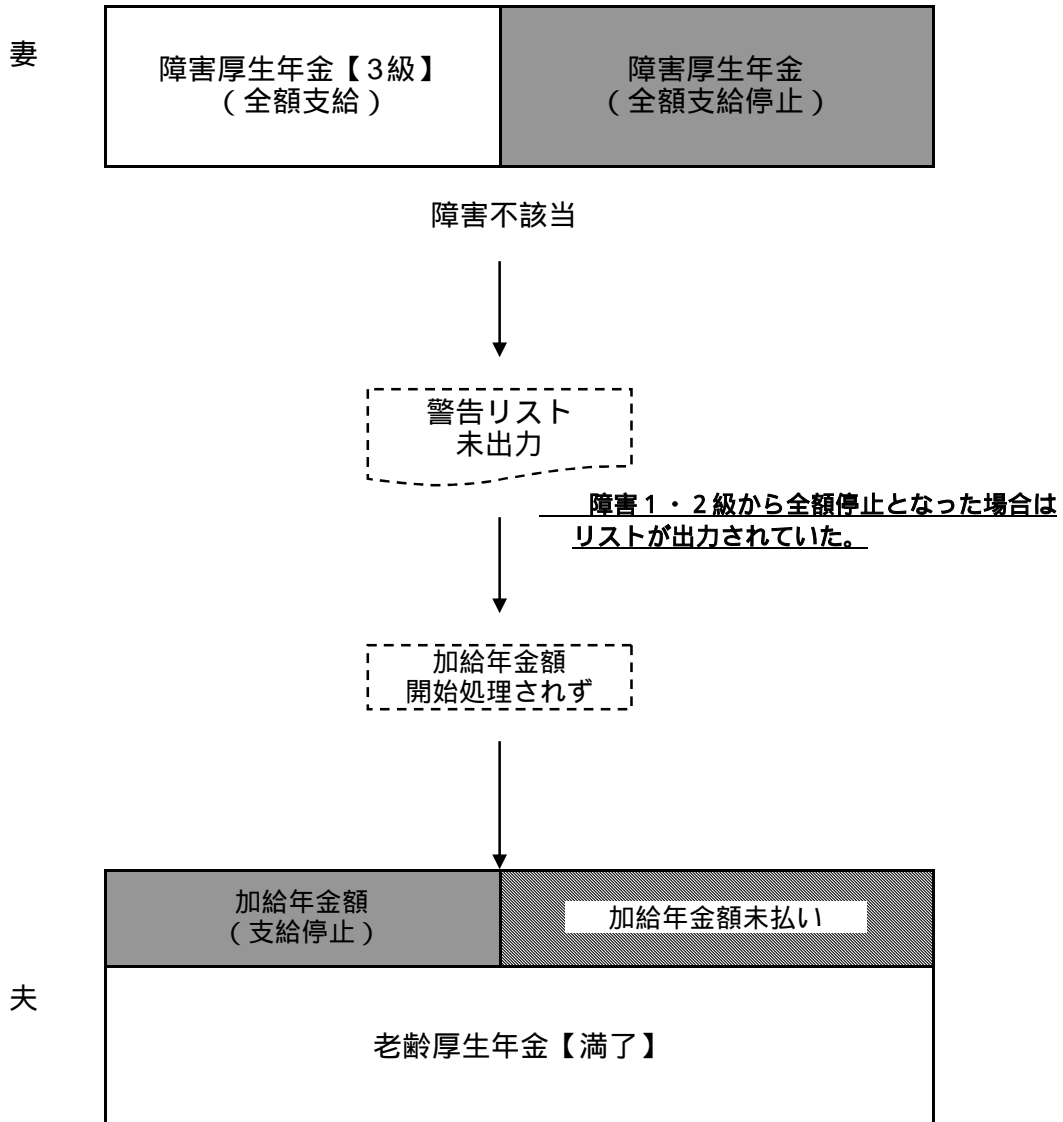 妻
障害厚生年金【3級】
（全額支給）
障害厚生年金
（全額支給停止）
障害不該当
警告リスト
未出力
障害１・２級から全額停止となった場合は
リストが出力されていた。
加給年金額
開始処理されず
加給年金額
（支給停止）
加給年金額未払い
夫
老齢厚生年金【満了】